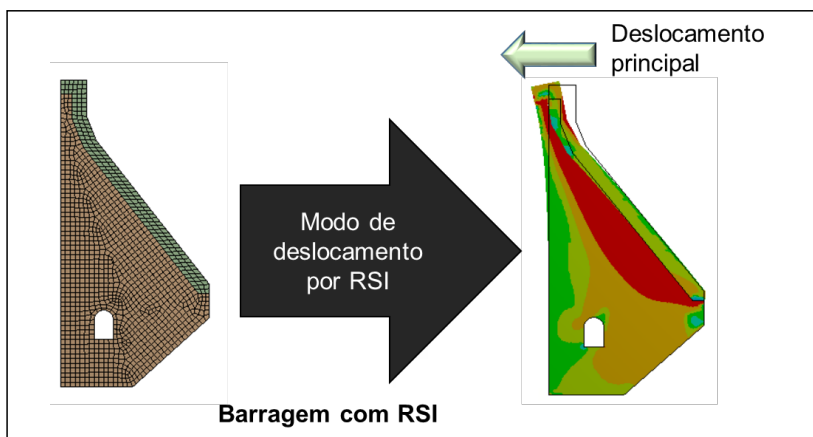 Deslocamento
principal
Modo de
deslocamento
por RSI
Barragem com RSI